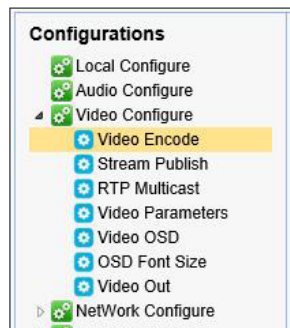 Configurations
Local Configure
Audio Configure
Video Configure
Video Encode
Stream Publish
RTP Multicast
Video Parameters
Video OSD
OSD Font Size
Video Out
NetWork Configure